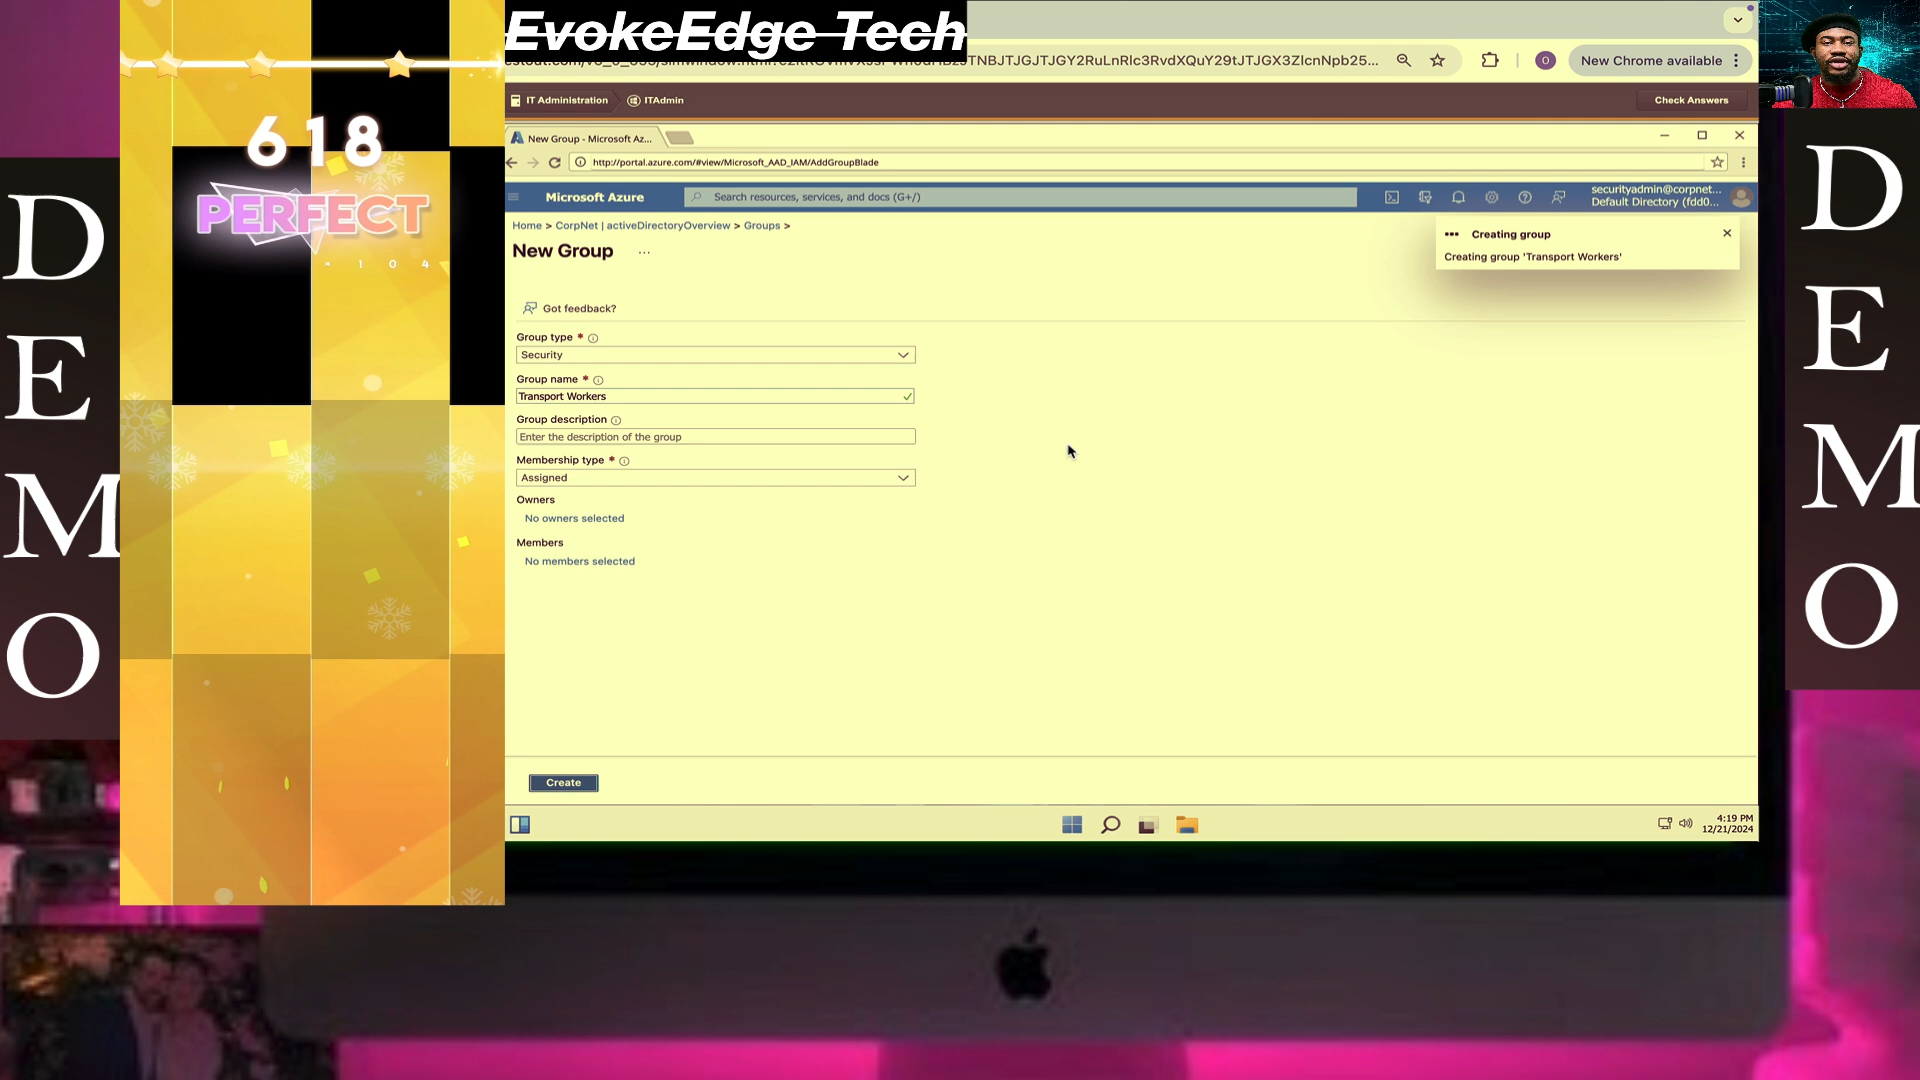 EvokeEdge Tech
New Chrome available
IT Administration
ITAdmin
Check Answers
New Group - Microsoft Az...
http://portal.azure.com/#view/Microsoft_AAD_IAM/AddGroupBlade
Microsoft Azure
Search resources, services, and docs (G+/)
securityadmin@corpnet...
Default Directory (fdd0...
Home > CorpNet | activeDirectoryOverview > Groups >
New Group
...
Creating group
Creating group 'Transport Workers'
Got feedback?
Group type *
Security
Group name *
Transport Workers
Group description
Enter the description of the group
Membership type *
Assigned
Owners
No owners selected
Members
No members selected
Create
4:19 PM
12/21/2024
618
PERFECT
104
DEMO
DEMO